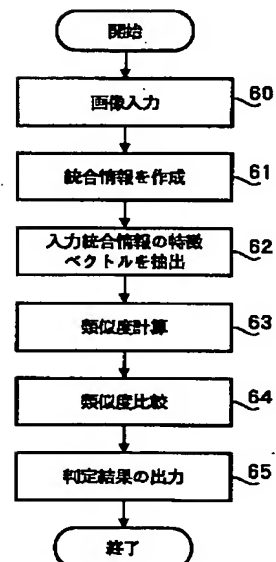 開始
画像入力
60
統合情報を作成
61
入力統合情報の特徴
ベクトルを抽出
62
類似度計算
63
類似度比較
64
判定結果の出力
65
終了